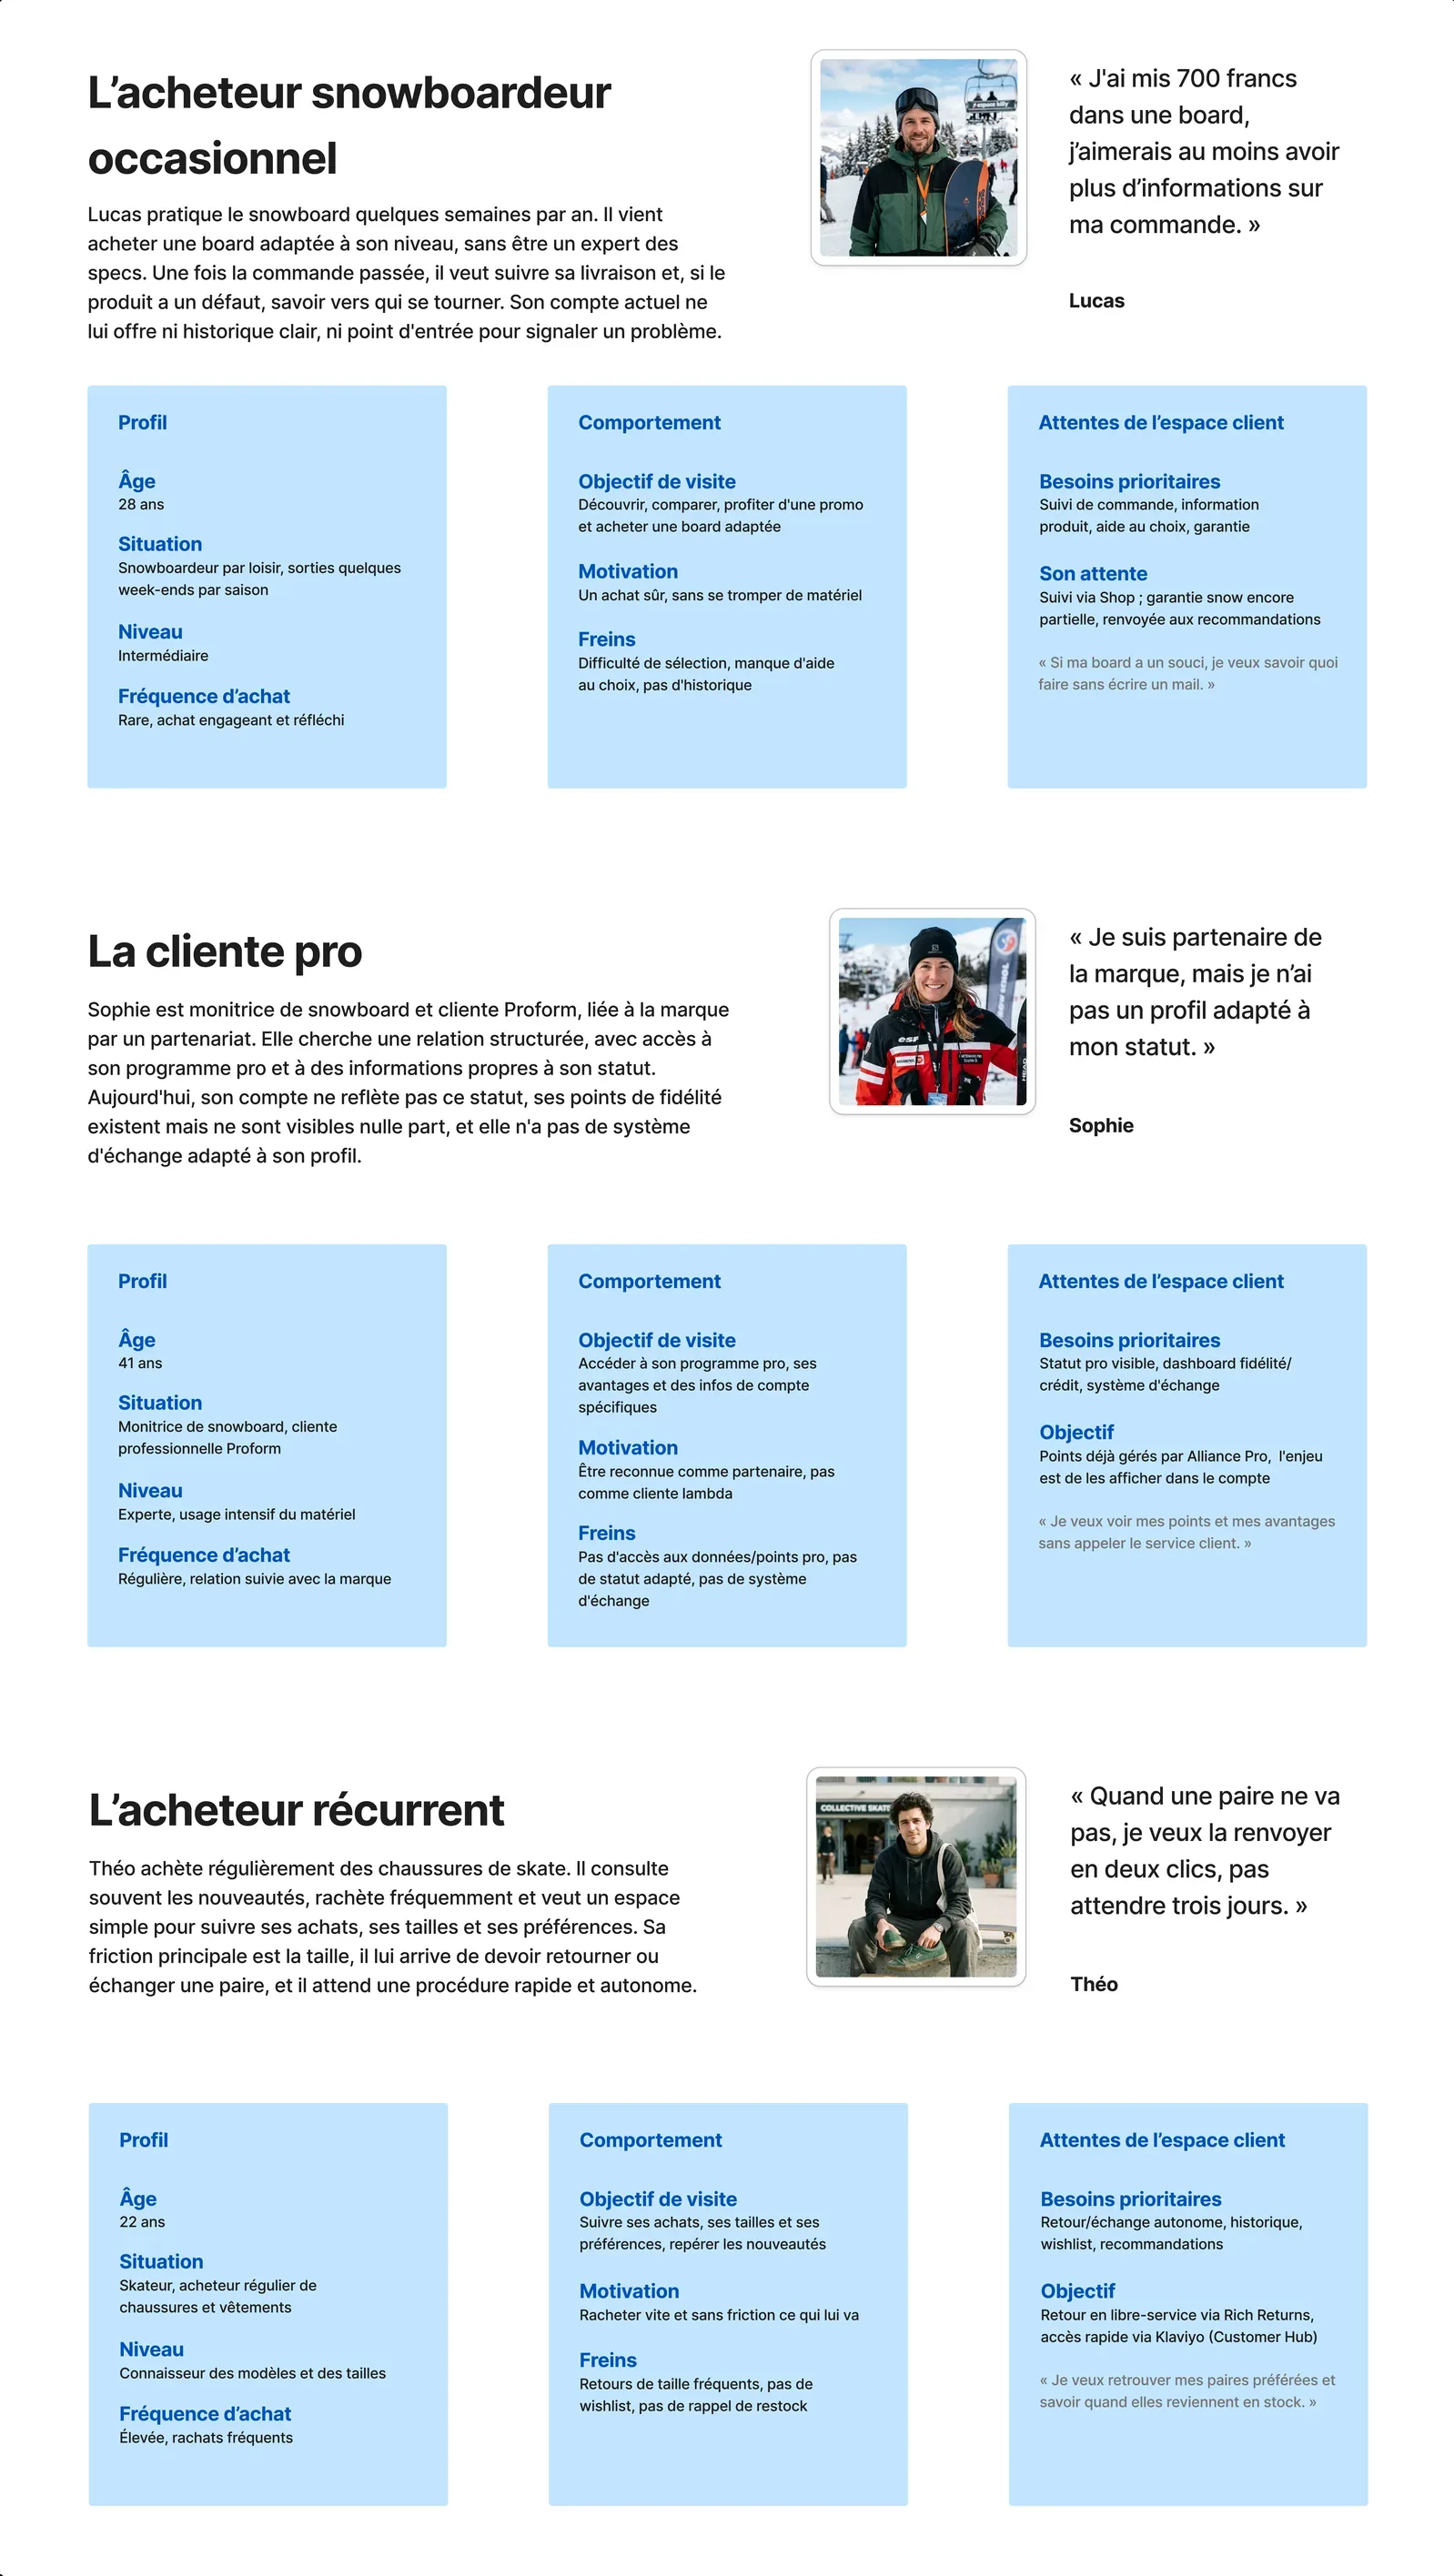 L’acheteur snowboardeur
occasionnel
Lucas pratique le snowboard quelques semaines par an. Il vient
acheter une board adaptée à son niveau, sans être un expert des
specs. Une fois la commande passée, il veut suivre sa livraison et, si le
produit a un défaut, savoir vers qui se tourner. Son compte actuel ne
lui offre ni historique clair, ni point d'entrée pour signaler un problème.
« J'ai mis 700 francs
dans une board,
j’aimerais au moins avoir
plus d’informations sur
ma commande. »
Lucas
Profil
Âge
28 ans
Situation
Snowboardeur par loisir, sorties quelques
week-ends par saison
Niveau
Intermédiaire
Fréquence d’achat
Rare, achat engageant et réfléchi
Comportement
Objectif de visite
Découvrir, comparer, profiter d'une promo
et acheter une board adaptée
Motivation
Un achat sûr, sans se tromper de matériel
Freins
Difficulté de sélection, manque d'aide
au choix, pas d'historique
Attentes de l’espace client
Besoins prioritaires
Suivi de commande, information
produit, aide au choix, garantie
Son attente
Suivi via Shop ; garantie snow encore
partielle, renvoyée aux recommandations
« Si ma board a un souci, je veux savoir quoi
faire sans écrire un mail. »
La cliente pro
Sophie est monitrice de snowboard et cliente Proform, liée à la marque
par un partenariat. Elle cherche une relation structurée, avec accès à
son programme pro et à des informations propres à son statut.
Aujourd'hui, son compte ne reflète pas ce statut, ses points de fidélité
existent mais ne sont visibles nulle part, et elle n'a pas de système
d'échange adapté à son profil.
esf
« Je suis partenaire de
la marque, mais je n’ai
pas un profil adapté à
mon statut. »
Sophie
Profil
Âge
41 ans
Situation
Monitrice de snowboard, cliente
professionnelle Proform
Niveau
Experte, usage intensif du matériel
Fréquence d’achat
Régulière, relation suivie avec la marque
Comportement
Objectif de visite
Accéder à son programme pro, ses
avantages et des infos de compte
spécifiques
Motivation
Être reconnue comme partenaire, pas
comme cliente lambda
Freins
Pas d'accès aux données/points pro, pas
de statut adapté, pas de système
d'échange
Attentes de l’espace client
Besoins prioritaires
Statut pro visible, dashboard fidélité/
crédit, système d'échange
Objectif
Points déjà gérés par Alliance Pro,  l'enjeu
est de les afficher dans le compte
« Je veux voir mes points et mes avantages
sans appeler le service client. »
L’acheteur récurrent
Théo achète régulièrement des chaussures de skate. Il consulte
souvent les nouveautés, rachète fréquemment et veut un espace
simple pour suivre ses achats, ses tailles et ses préférences. Sa
friction principale est la taille, il lui arrive de devoir retourner ou
échanger une paire, et il attend une procédure rapide et autonome.
COLLECTIVE SKATE
« Quand une paire ne va
pas, je veux la renvoyer
en deux clics, pas
attendre trois jours. »
Théo
Profil
Âge
22 ans
Situation
Skateur, acheteur régulier de
chaussures et vêtements
Niveau
Connaisseur des modèles et des tailles
Fréquence d’achat
Élevée, rachats fréquents
Comportement
Objectif de visite
Suivre ses achats, ses tailles et ses
préférences, repérer les nouveautés
Motivation
Racheter vite et sans friction ce qui lui va
Freins
Retours de taille fréquents, pas de
wishlist, pas de rappel de restock
Attentes de l’espace client
Besoins prioritaires
Retour/échange autonome, historique,
wishlist, recommandations
Objectif
Retour en libre-service via Rich Returns,
accès rapide via Klaviyo (Customer Hub)
« Je veux retrouver mes paires préférées et
savoir quand elles reviennent en stock. »